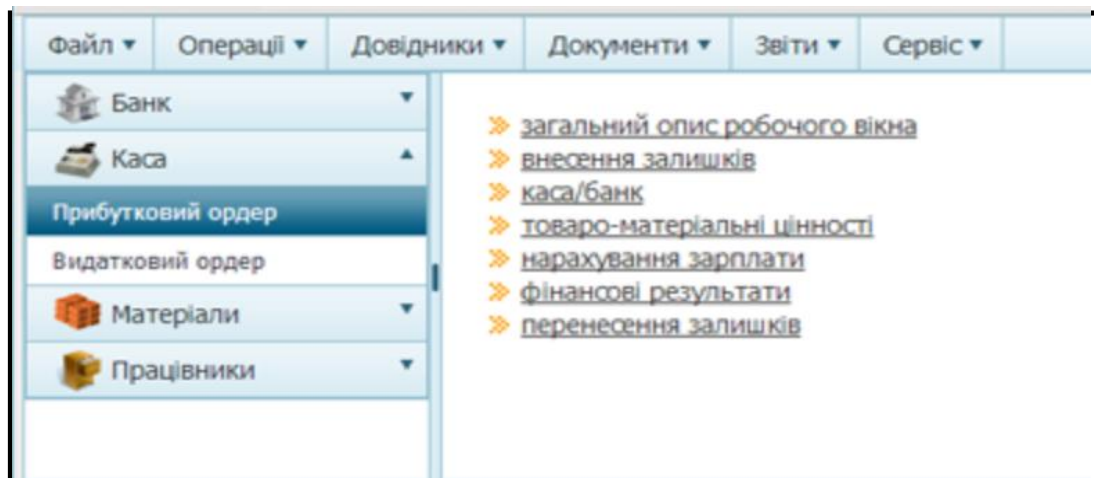 Файл Операції Довідники Документи Звіти Сервіс
Банк
Каса
Прибутковий ордер
Видатковий ордер
Матеріали
Працівники
загальний опис робочого вікна
внесення залишків
каса/банк
товаро-матеріальні цінності
нарахування зарплати
фінансові результати
перенесення залишків